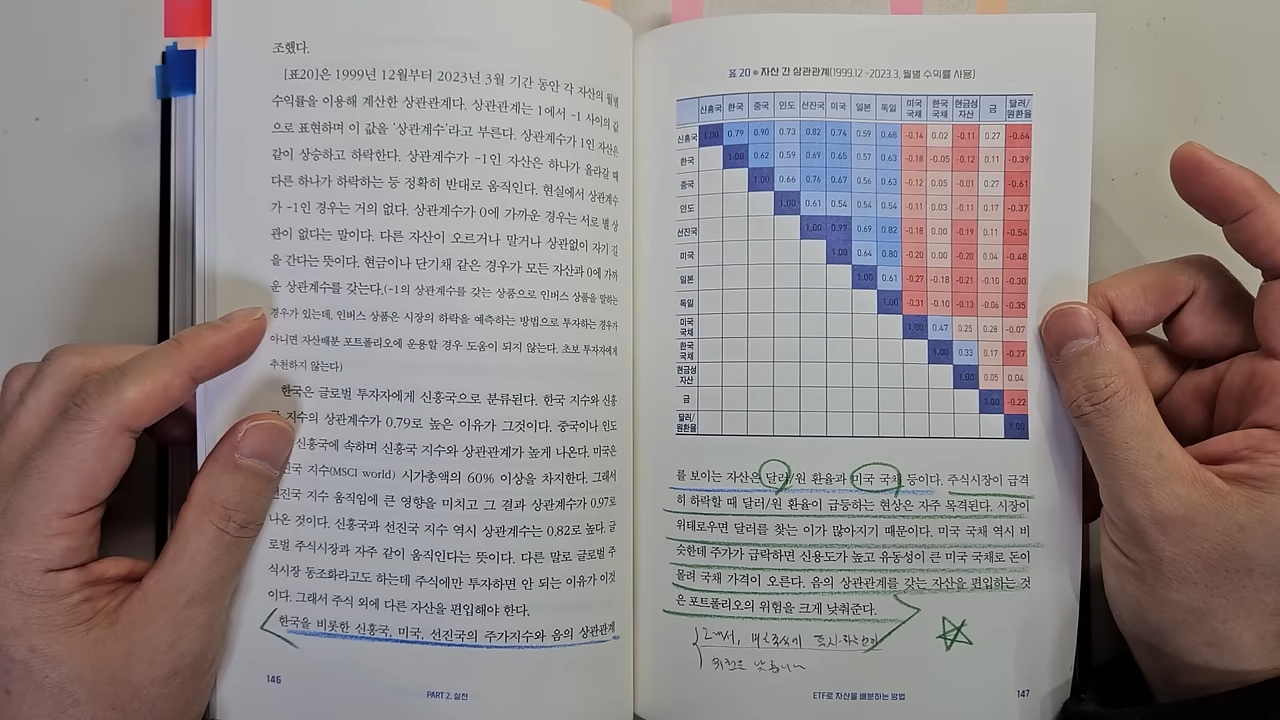 조했다.
[표20]은 1999년 12월부터 2023년 3월 기간 동안 각 자산의 월별
수익률을 이용해 계산한 상관관계다. 상관관계는 1에서 -1 사이의 값
으로 표현하며 이 값을 '상관계수'라고 부른다. 상관계수가 1인 자산은
같이 상승하고 하락한다. 상관계수가 -1인 자산은 하나가 올라갈 때
다른 하나가 하락하는 등 정확히 반대로 움직인다. 현실에서 상관계수
가 -1인 경우는 거의 없다. 상관계수가 0에 가까운 경우는 서로 별 상
관이 없다는 말이다. 다른 자산이 오르거나 말거나 상관없이 자기 길
을 간다는 뜻이다. 현금이나 단기채 같은 경우가 모든 자산과 0에 가까
운 상관계수를 갖는다.(-1의 상관계수를 갖는 상품으로 인버스 상품을 말하는
경우가 있는데, 인버스 상품은 시장의 하락을 예측하는 방법으로 투자하는 경우가
아니면 자산배분 포트폴리오에 운용할 경우 도움이 되지 않는다. 초보 투자자에게
추천하지 않는다)
한국은 글로벌 투자자에게 신흥국으로 분류된다. 한국 지수와 신흥
지수의 상관계수가 0.79로 높은 이유가 그것이다. 중국이나 인도
신흥국에 속하며 신흥국 지수와 상관관계가 높게 나온다. 미국은
지수(MSCI world) 시가총액의 60% 이상을 차지한다. 그래서
지수 움직임에 큰 영향을 미치고 그 결과 상관계수가 0.97로
나온 것이다. 신흥국과 선진국 지수 역시 상관계수는 0.82로 높다. 글
로벌 주식시장과 자주 같이 움직인다는 뜻이다. 다른 말로 글로벌 주
식시장 동조화라고도 하는데 주식에만 투자하면 안 되는 이유가 이것
이다. 그래서 주식 외에 다른 자산을 편입해야 한다.
한국을 비롯한 신흥국, 미국, 선진국의 주가지수와 음의 상관관계
146
PART 2. 실전
표 20 ● 자산 간 상관관계(1999.12 ~2023.3, 월별 수익률 사용)
신흥국 한국 중국 인도 선진국 미국 일본 독일 미국 국채 한국 국채 현금성 자산 금 달러/원환율
신흥국 1.00 0.79 0.90 0.73 0.82 0.74 0.59 0.68 -0.14 0.02 -0.11 0.27 -0.64
한국 1.00 0.62 0.59 0.69 0.65 0.57 0.63 -0.18 -0.05 -0.12 0.11 -0.39
중국 1.00 0.66 0.76 0.67 0.56 0.63 -0.12 0.05 -0.01 0.27 -0.61
인도 1.00 0.61 0.54 0.54 0.54 -0.11 0.03 -0.11 0.17 -0.37
선진국 1.00 0.97 0.69 0.82 -0.18 0.00 -0.19 0.11 -0.54
미국 1.00 0.64 0.80 -0.20 0.00 -0.20 0.04 -0.48
일본 1.00 0.61 -0.27 -0.18 -0.21 -0.10 -0.30
독일 1.00 -0.31 -0.10 -0.13 -0.06 -0.35
미국 국채 1.00 0.47 0.25 0.28 -0.07
한국 국채 1.00 0.33 0.17 -0.27
현금성 자산 1.00 0.05 0.04
금 1.00 -0.22
달러/원환율 1.00
를 보이는 자산은 달러/원 환율과 미국 국채 등이다. 주식시장이 급격
히 하락할 때 달러/원 환율이 급등하는 현상은 자주 목격된다. 시장이
위태로우면 달러를 찾는 이가 많아지기 때문이다. 미국 국채 역시 비
슷한데 주가가 급락하면 신용도가 높고 유동성이 큰 미국 국채로 돈이
몰려 국채 가격이 오른다. 음의 상관관계를 갖는 자산을 편입하는 것
은 포트폴리오의 위험을 크게 낮춰준다.
ETF로 자산을 배분하는 방법
147